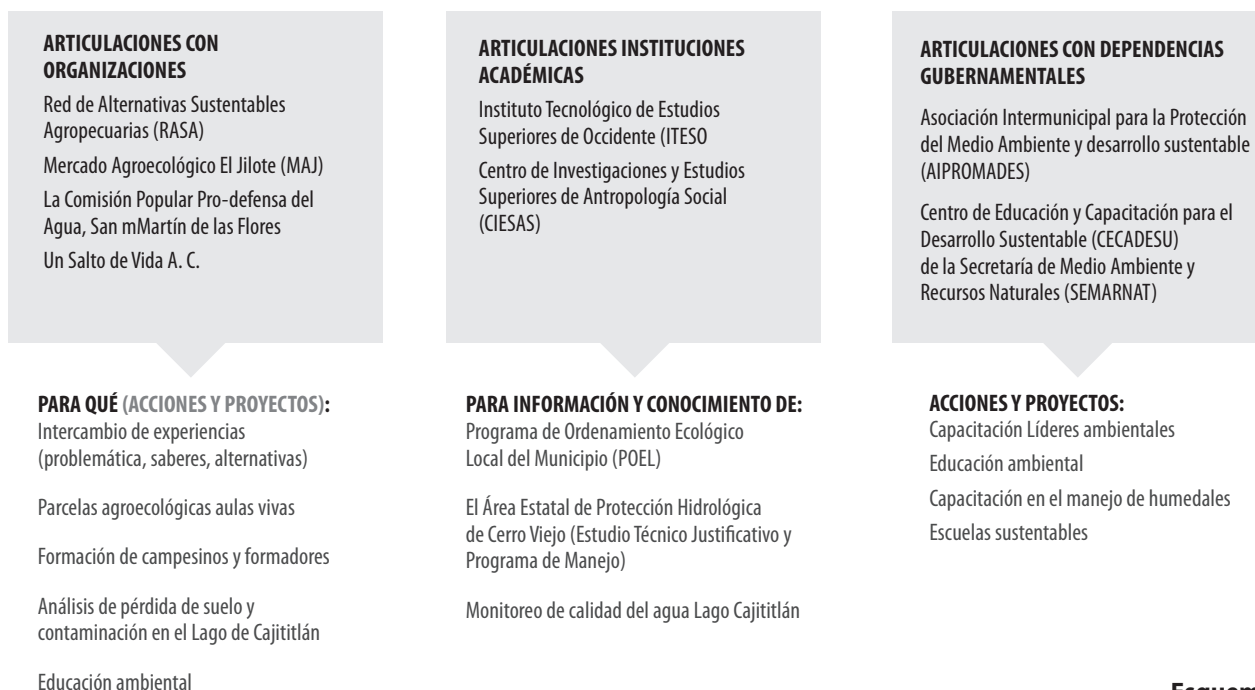 ARTICULACIONES CON
ORGANIZACIONES
Red de Alternativas Sustentables
Agropecuarias (RASA)
Mercado Agroecológico El Jilote (MAJ)
La Comisión Popular Pro-defensa del
Agua, San mMartín de las Flores
Un Salto de Vida A. C.
PARA QUÉ (ACCIONES Y PROYECTOS):
Intercambio de experiencias
(problemática, saberes, alternativas)
Parcelas agroecológicas aulas vivas
Formación de campesinos y formadores
Análisis de pérdida de suelo y
contaminación en el Lago de Cajititlán
Educación ambiental
ARTICULACIONES INSTITUCIONES
ACADÉMICAS
Instituto Tecnológico de Estudios
Superiores de Occidente (ITESO
Centro de Investigaciones y Estudios
Superiores de Antropología Social
(CIESAS)
PARA INFORMACIÓN Y CONOCIMIENTO DE:
Programa de Ordenamiento Ecológico
Local del Municipio (POEL)
El Área Estatal de Protección Hidrológica
de Cerro Viejo (Estudio Técnico Justificativo y
Programa de Manejo)
Monitoreo de calidad del agua Lago Cajititlán
ARTICULACIONES CON DEPENDENCIAS
GUBERNAMENTALES
Asociación Intermunicipal para la Protección
del Medio Ambiente y desarrollo sustentable
(AIPROMADES)
Centro de Educación y Capacitación para el
Desarrollo Sustentable (CECADESU)
de la Secretaría de Medio Ambiente y
Recursos Naturales (SEMARNAT)
ACCIONES Y PROYECTOS:
Capacitación Líderes ambientales
Educación ambiental
Capacitación en el manejo de humedales
Escuelas sustentables